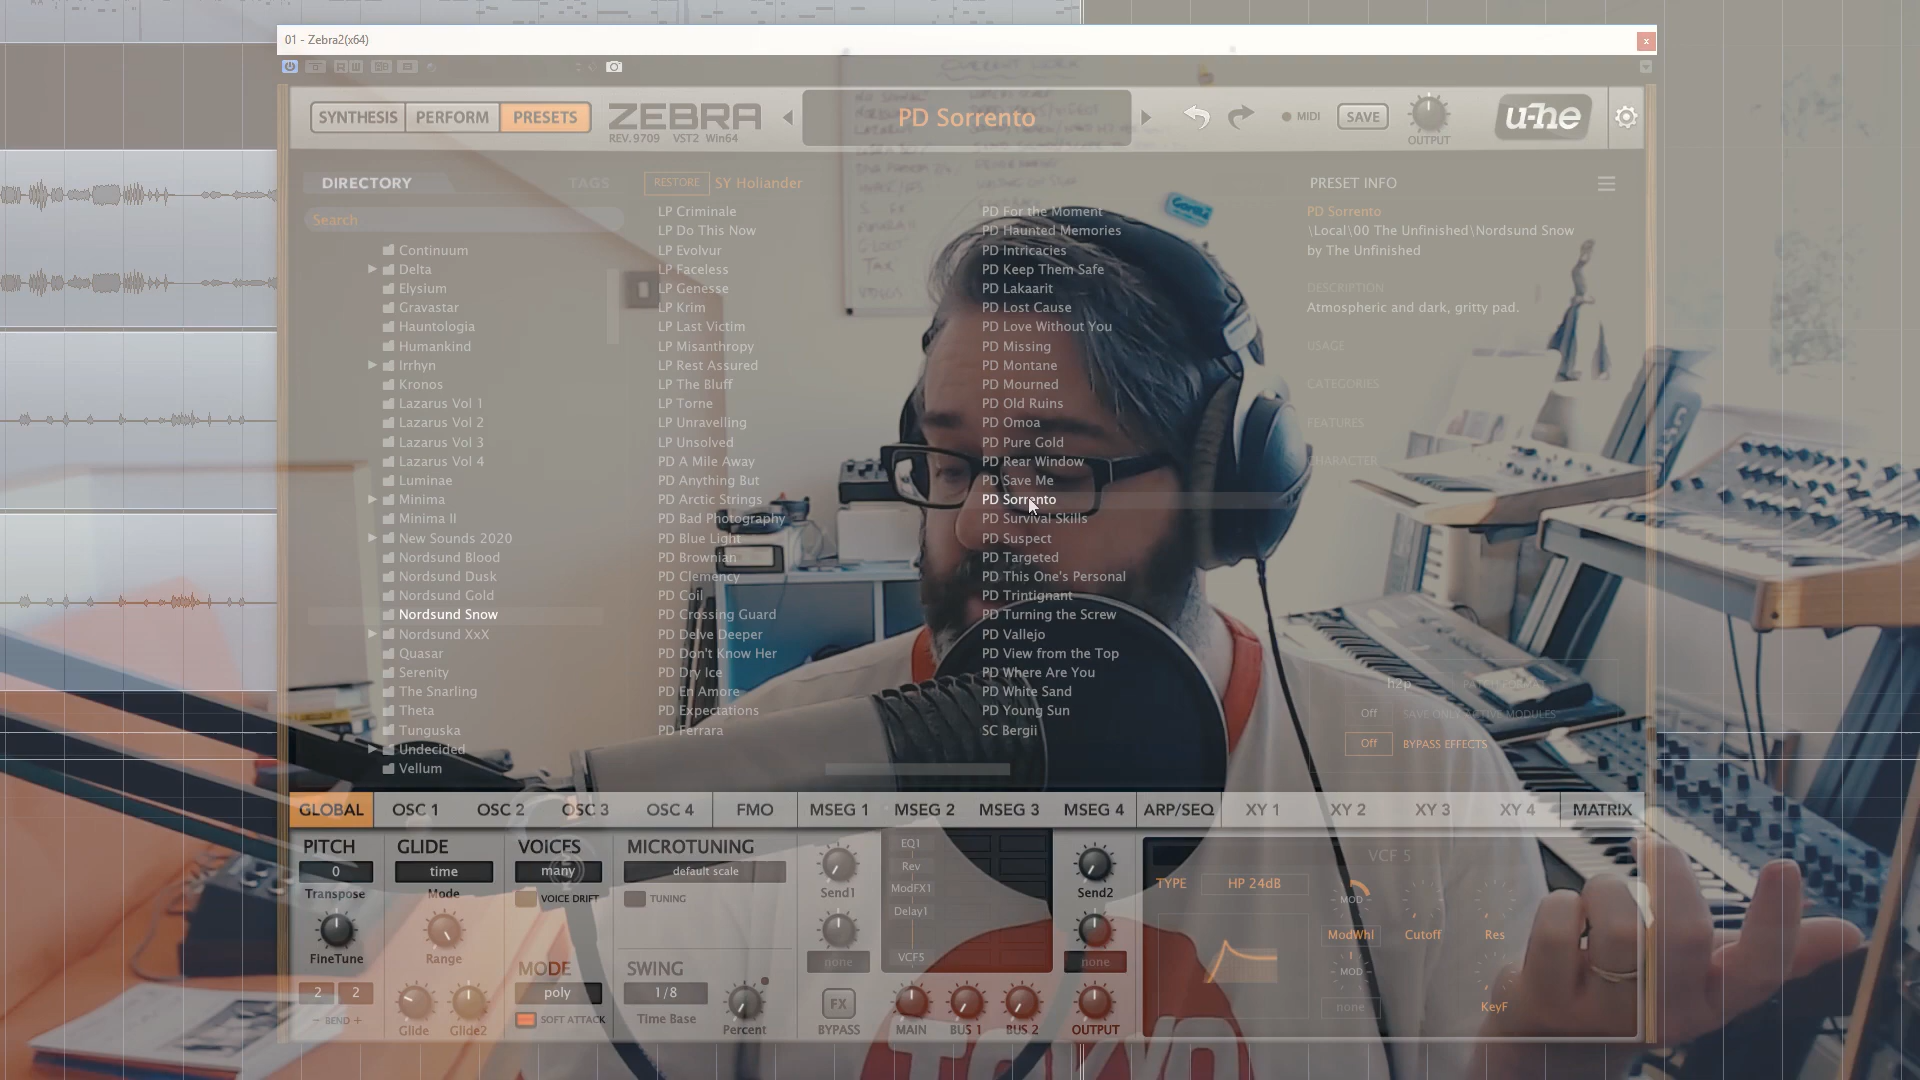 01 - Zebra2(x64)
SYNTHESIS PERFORM PRESETS
ZEBRA
REV.9709 VST2 Win64
PD Sorrento
MIDI
SAVE
OUTPUT
u-he
DIRECTORY TAGS
RESTORE SY Hollander
PRESET INFO
Search
Continuum
Delta
Elysium
Gravastar
Hauntologia
Humankind
Irrhyn
Kronos
Lazarus Vol 1
Lazarus Vol 2
Lazarus Vol 3
Lazarus Vol 4
Luminae
Minima
Minima II
New Sounds 2020
Nordsund Blood
Nordsund Dusk
Nordsund Gold
Nordsund Snow
Nordsund XxX
Quasar
Serenity
The Snarling
Theta
Tunguska
Undecided
Vellum
LP Criminale
LP Do This Now
LP Evolvur
LP Faceless
LP Genesse
LP Krim
LP Last Victim
LP Misanthropy
LP Rest Assured
LP The Bluff
LP Torne
LP Unravelling
LP Unsolved
PD A Mile Away
PD Anything But
PD Arctic Strings
PD Bad Photography
PD Blue Light
PD Brownian
PD Clemency
PD Coil
PD Crossing Guard
PD Delve Deeper
PD Don't Know Her
PD Dry Ice
PD En Amore
PD Expectations
PD Ferrara
PD For the Moment
PD Haunted Memories
PD Intricacies
PD Keep Them Safe
PD Lakaarit
PD Lost Cause
PD Love Without You
PD Missing
PD Montane
PD Mourned
PD Old Ruins
PD Omoa
PD Pure Gold
PD Rear Window
PD Save Me
PD Sorrento
PD Survival Skills
PD Suspect
PD Targeted
PD This One's Personal
PD Trintignant
PD Turning the Screw
PD Vallejo
PD View from the Top
PD Where Are You
PD White Sand
PD Young Sun
SC Bergii
PD Sorrento
\Local\00 The Unfinished\Nordsund Snow
by The Unfinished
DESCRIPTION
Atmospheric and dark, gritty pad.
USAGE
CATEGORIES
FEATURES
CHARACTER
h2p PATCH FORMAT
Off SAVE ONLY "ACTIVE MODULES"
Off BYPASS EFFECTS
GLOBAL OSC 1 OSC 2 OSC 3 OSC 4 FMO MSEG 1 MSEG 2 MSEG 3 MSEG 4 ARP/SEQ XY 1 XY 2 XY 3 XY 4 MATRIX
PITCH
0
Transpose
FineTune
2 2
BEND
GLIDE
time
Mode
Range
Glide Glide2
VOICES
many
VOICE DRIFT
MODE
poly
SOFT ATTACK
MICROTUNING
default scale
TUNING
SWING
1/8
Time Base
Percent
Send1
none
FX
BYPASS
EQ1
Rev
ModFX1
Delay1
VCF5
MAIN BUS 1 BUS 2
Send2
none
OUTPUT
VCF 5
TYPE HP 24dB
MOD
ModWhl Cutoff Res
MOD
none
KeyF
TOKYO